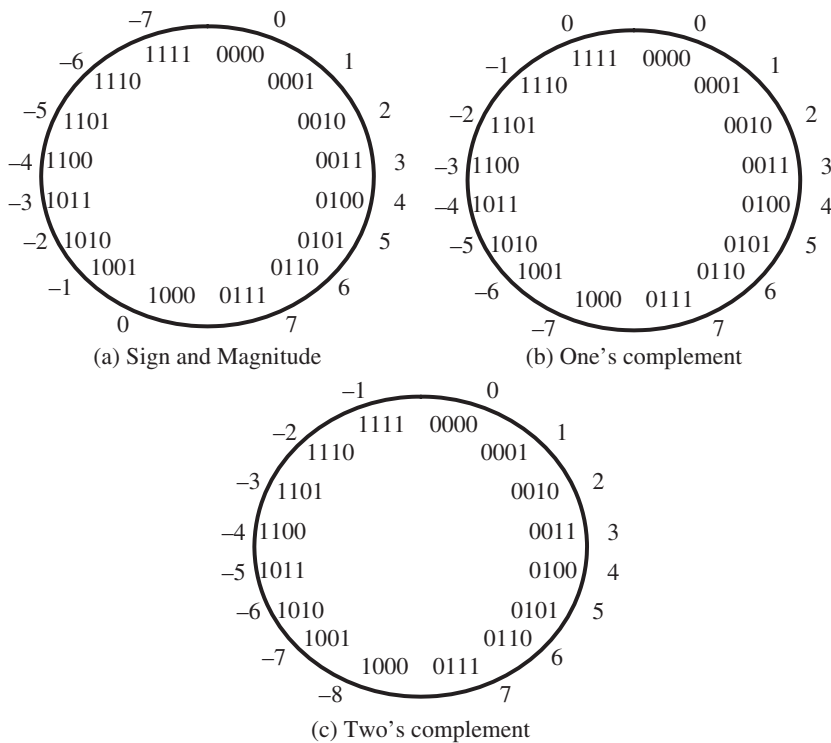 –7 0 0 0
–6 1111 0000 1 –1 1111 0000 1
1110 0001 1110 0001
–5 1101 0010 2 –2 1101 0010 2
–4 1100 0011 3 –3 1100 0011 3
–3 1011 0100 4 –4 1011 0100 4
–2 1010 0101 5 –5 1010 0101 5
–1 1001 0110 6 –6 1001 0110 6
1000 0111 1000 0111
0 7 –7 7
(a) Sign and Magnitude (b) One's complement
–1 0
–2 1111 0000 1
1110 0001
–3 1101 0010 2
–4 1100 0011 3
–5 1011 0100 4
–6 1010 0101 5
–7 1001 0110 6
1000 0111
–8 7
(c) Two's complement